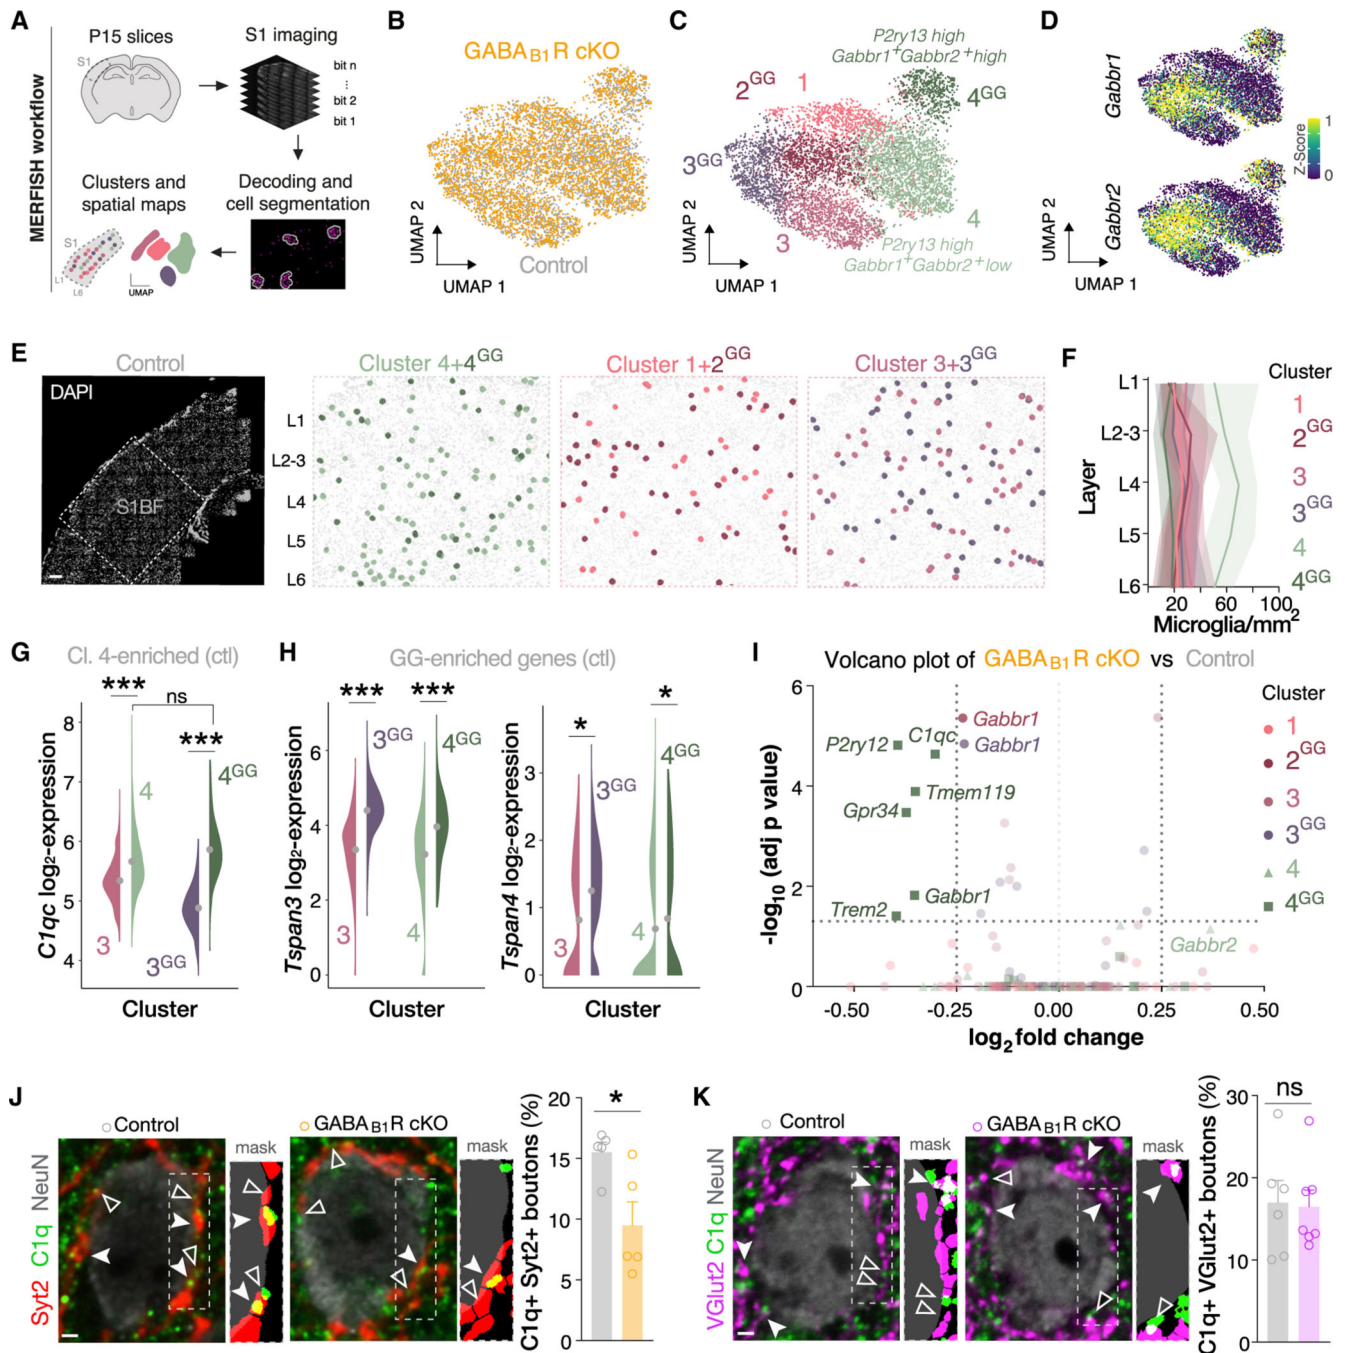 A
MERFISH workflow
P15 slices
S1
S1 imaging
bit n
⋮
bit 2
bit 1
Clusters and
spatial maps
S1
L1
L6
UMAP
Decoding and
cell segmentation
B
GABA B1R cKO
Control
UMAP 2
UMAP 1
C
P2ry13 high
Gabbr1+Gabbr2+high
2GG
1
4GG
3GG
4
3
P2ry13 high
Gabbr1+Gabbr2+low
UMAP 2
UMAP 1
D
Gabbr1
Gabbr2
Z-Score
1
0
UMAP 2
UMAP 1
E
Control
DAPI
S1BF
Cluster 4+4GG
Cluster 1+2GG
Cluster 3+3GG
L1
L2-3
L4
L5
L6
F
Layer
L1
L2-3
L4
L5
L6
20
60
100
Microglia/mm2
Cluster
1
2GG
3
3GG
4
4GG
G
Cl. 4-enriched (ctl)
***
ns
***
C1qc log2-expression
8
7
6
5
4
3
4
3GG
4GG
Cluster
H
GG-enriched genes (ctl)
***
***
Tspan3 log2-expression
6
4
2
0
3
3GG
4
4GG
Cluster
*
*
Tspan4 log2-expression
3
2
1
0
3
3GG
4
4GG
Cluster
I
Volcano plot of GABA B1R cKO vs Control
-log10 (adj p value)
6
4
2
0
P2ry12
C1qc
Gabbr1
Gabbr1
Tmem119
Gpr34
Gabbr1
Trem2
Gabbr2
-0.50
-0.25
0.00
0.25
0.50
log2 fold change
Cluster
1
2GG
3
3GG
4
4GG
J
Control
GABA B1R cKO
Syt2 C1q NeuN
mask
mask
C1q+ Syt2+ boutons (%)
20
15
10
5
0
*
K
Control
GABA B1R cKO
VGlut2 C1q NeuN
mask
mask
C1q+ VGlut2+ boutons (%)
30
20
10
0
ns